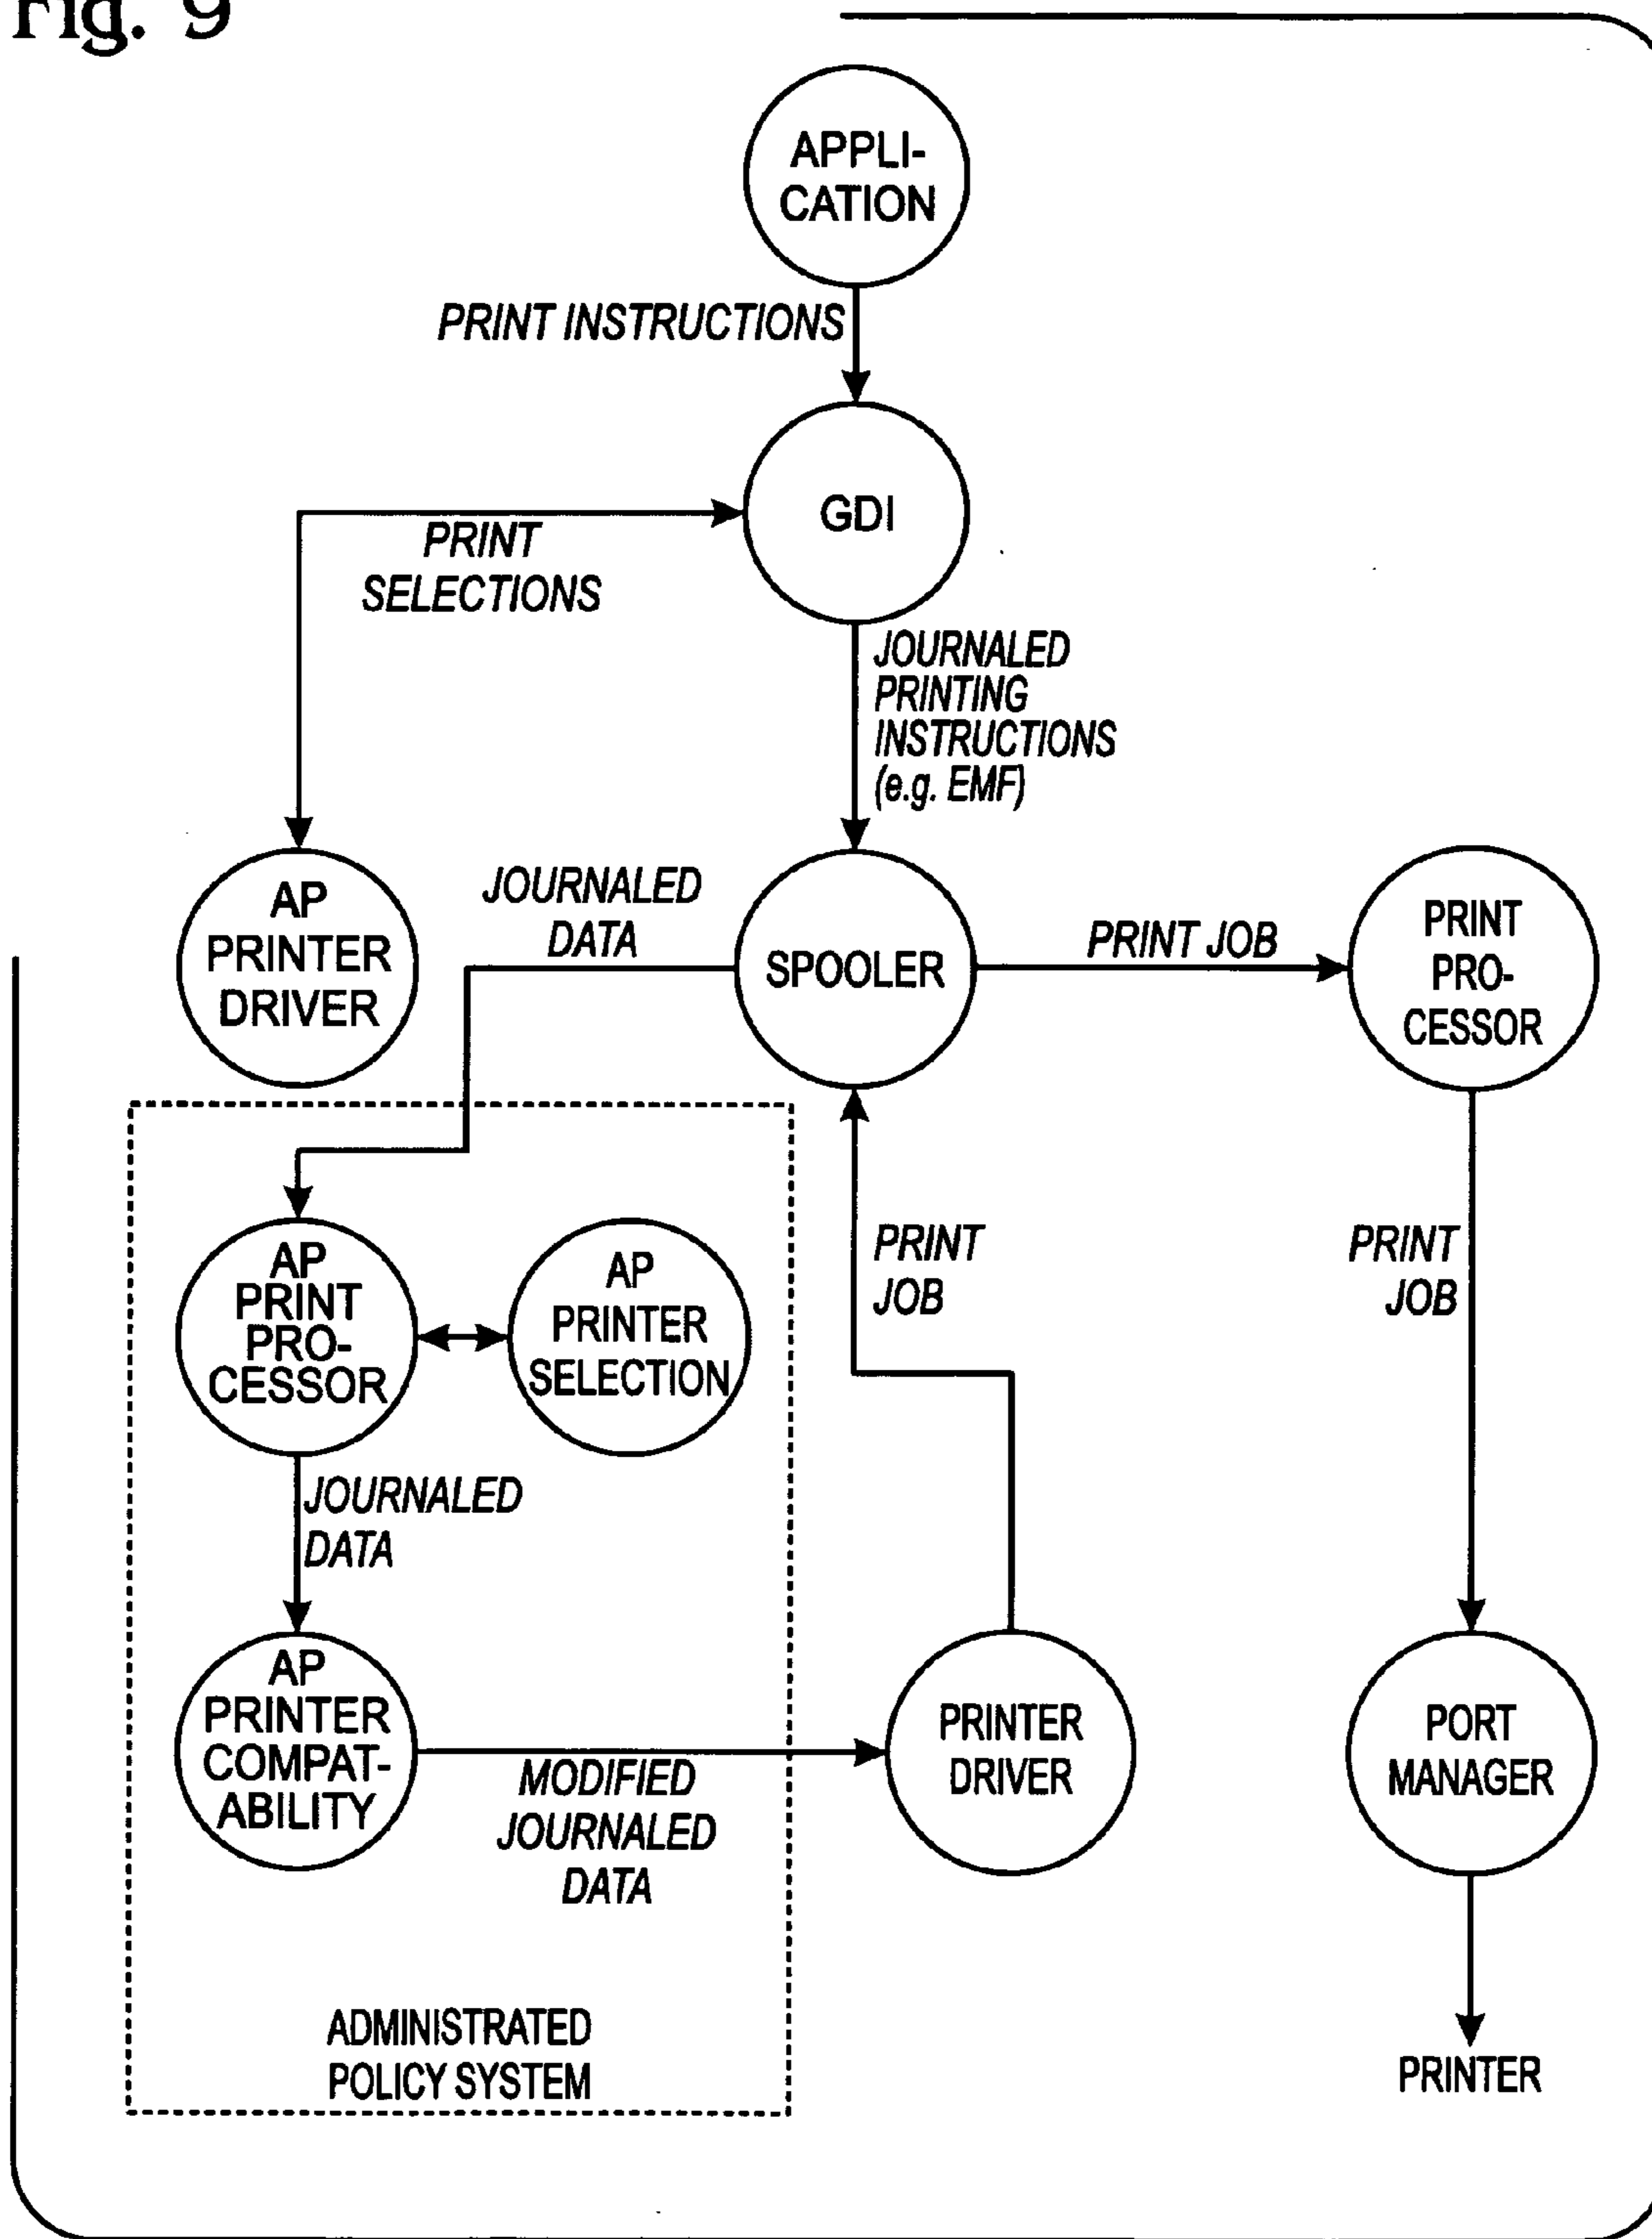 Fig. 9
APPLI-
CATION
PRINT INSTRUCTIONS
GDI
PRINT
SELECTIONS
JOURNALED
PRINTING
INSTRUCTIONS
(e.g. EMF)
AP
PRINTER
DRIVER
JOURNALED
DATA
SPOOLER
PRINT JOB
PRINT
PRO-
CESSOR
AP
PRINT
PRO-
CESSOR
AP
PRINTER
SELECTION
PRINT
JOB
PRINT
JOB
JOURNALED
DATA
AP
PRINTER
COMPAT-
ABILITY
MODIFIED
JOURNALED
DATA
PRINTER
DRIVER
PORT
MANAGER
ADMINISTRATED
POLICY SYSTEM
PRINTER